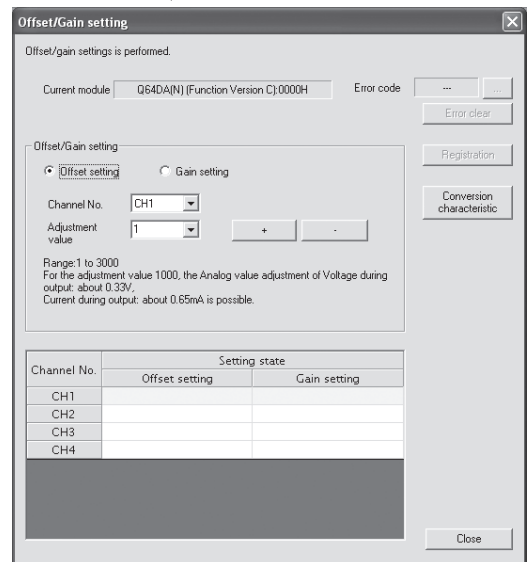 Offset/Gain setting
Offset/gain settings is performed.
Current module Q64DA(N) (Function Version C):0000H Error code --- ...
Error clear
Offset/Gain setting
Registration
Offset setting Gain setting
Conversion
characteristic
Channel No. CH1
Adjustment
value
1 + -
Range:1 to 3000
For the adjustment value 1000, the Analog value adjustment of Voltage during
output: about 0.33V,
Current during output: about 0.65mA is possible.
Channel No. Setting state
Offset setting Gain setting
CH1
CH2
CH3
CH4
Close